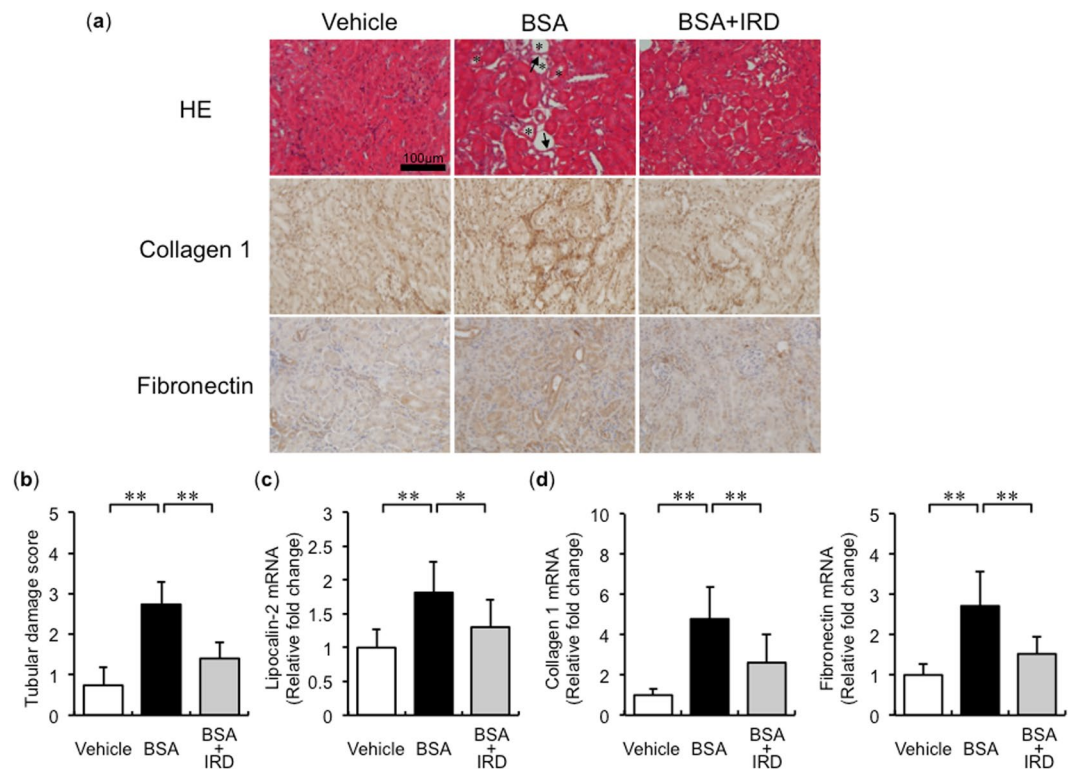 (a)
Vehicle BSA BSA+IRD
HE
* * * * *
100μm
Collagen 1
Fibronectin
(b)
** **
Tubular damage score
5
4
3
2
1
0
Vehicle BSA BSA
+
IRD
(c)
** *
Lipocalin-2 mRNA
(Relative fold change)
3
2.5
2
1.5
1
0.5
0
Vehicle BSA BSA
+
IRD
(d)
** **
Collagen 1 mRNA
(Relative fold change)
10
8
6
4
2
0
Vehicle BSA BSA
+
IRD
** **
Fibronectin mRNA
(Relative fold change)
5
4
3
2
1
0
Vehicle BSA BSA
+
IRD